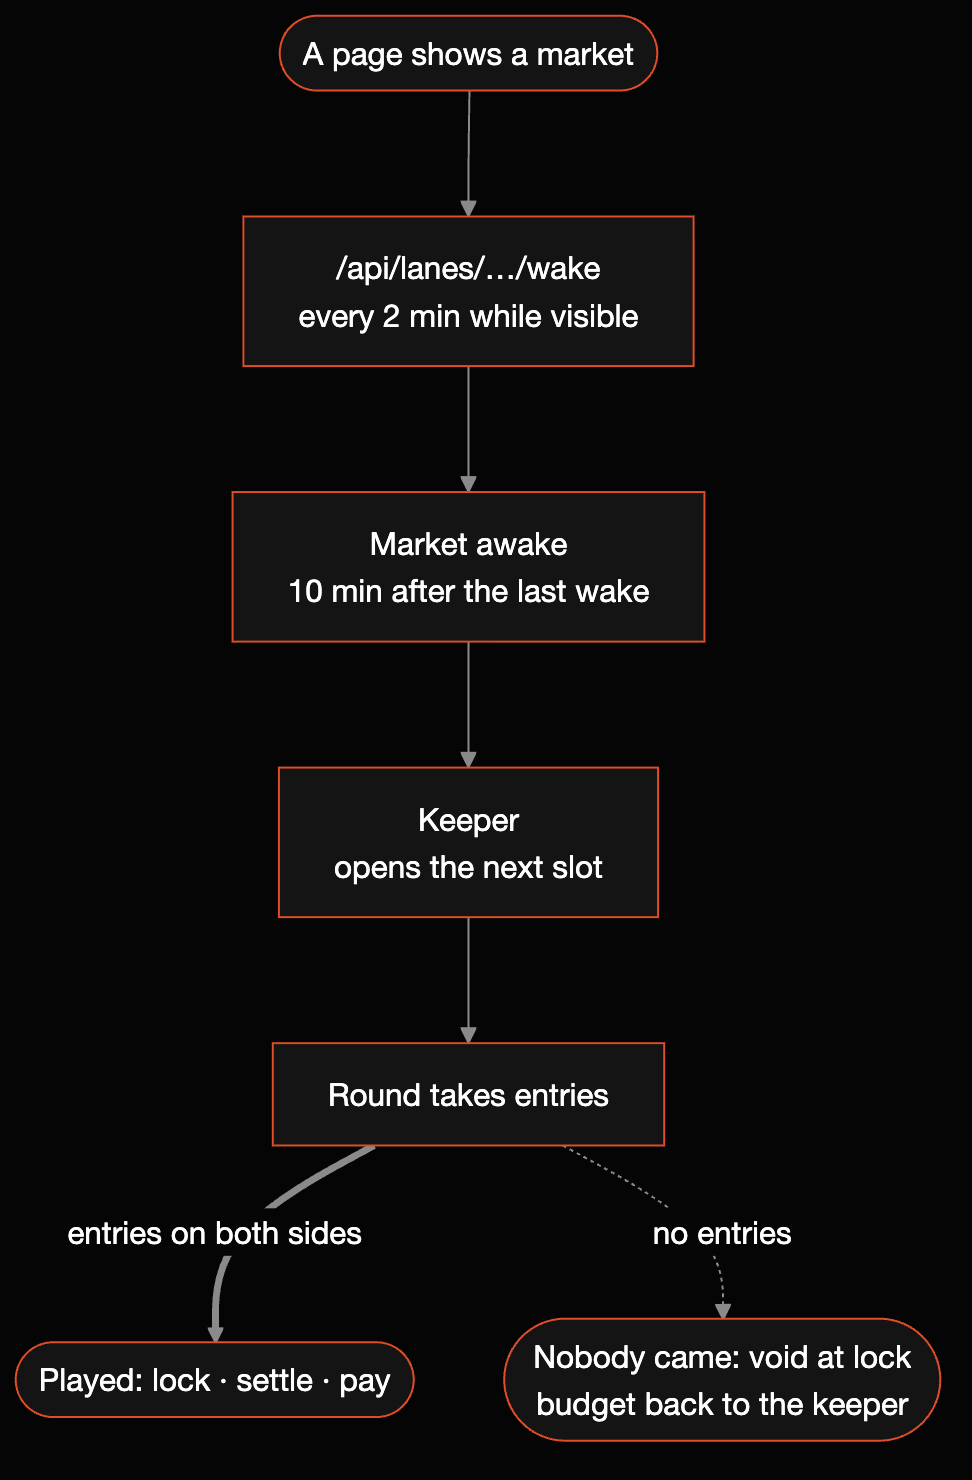 A page shows a market
/api/lanes/…/wake
every 2 min while visible
Market awake
10 min after the last wake
Keeper
opens the next slot
Round takes entries
entries on both sides
no entries
Played: lock · settle · pay
Nobody came: void at lock
budget back to the keeper